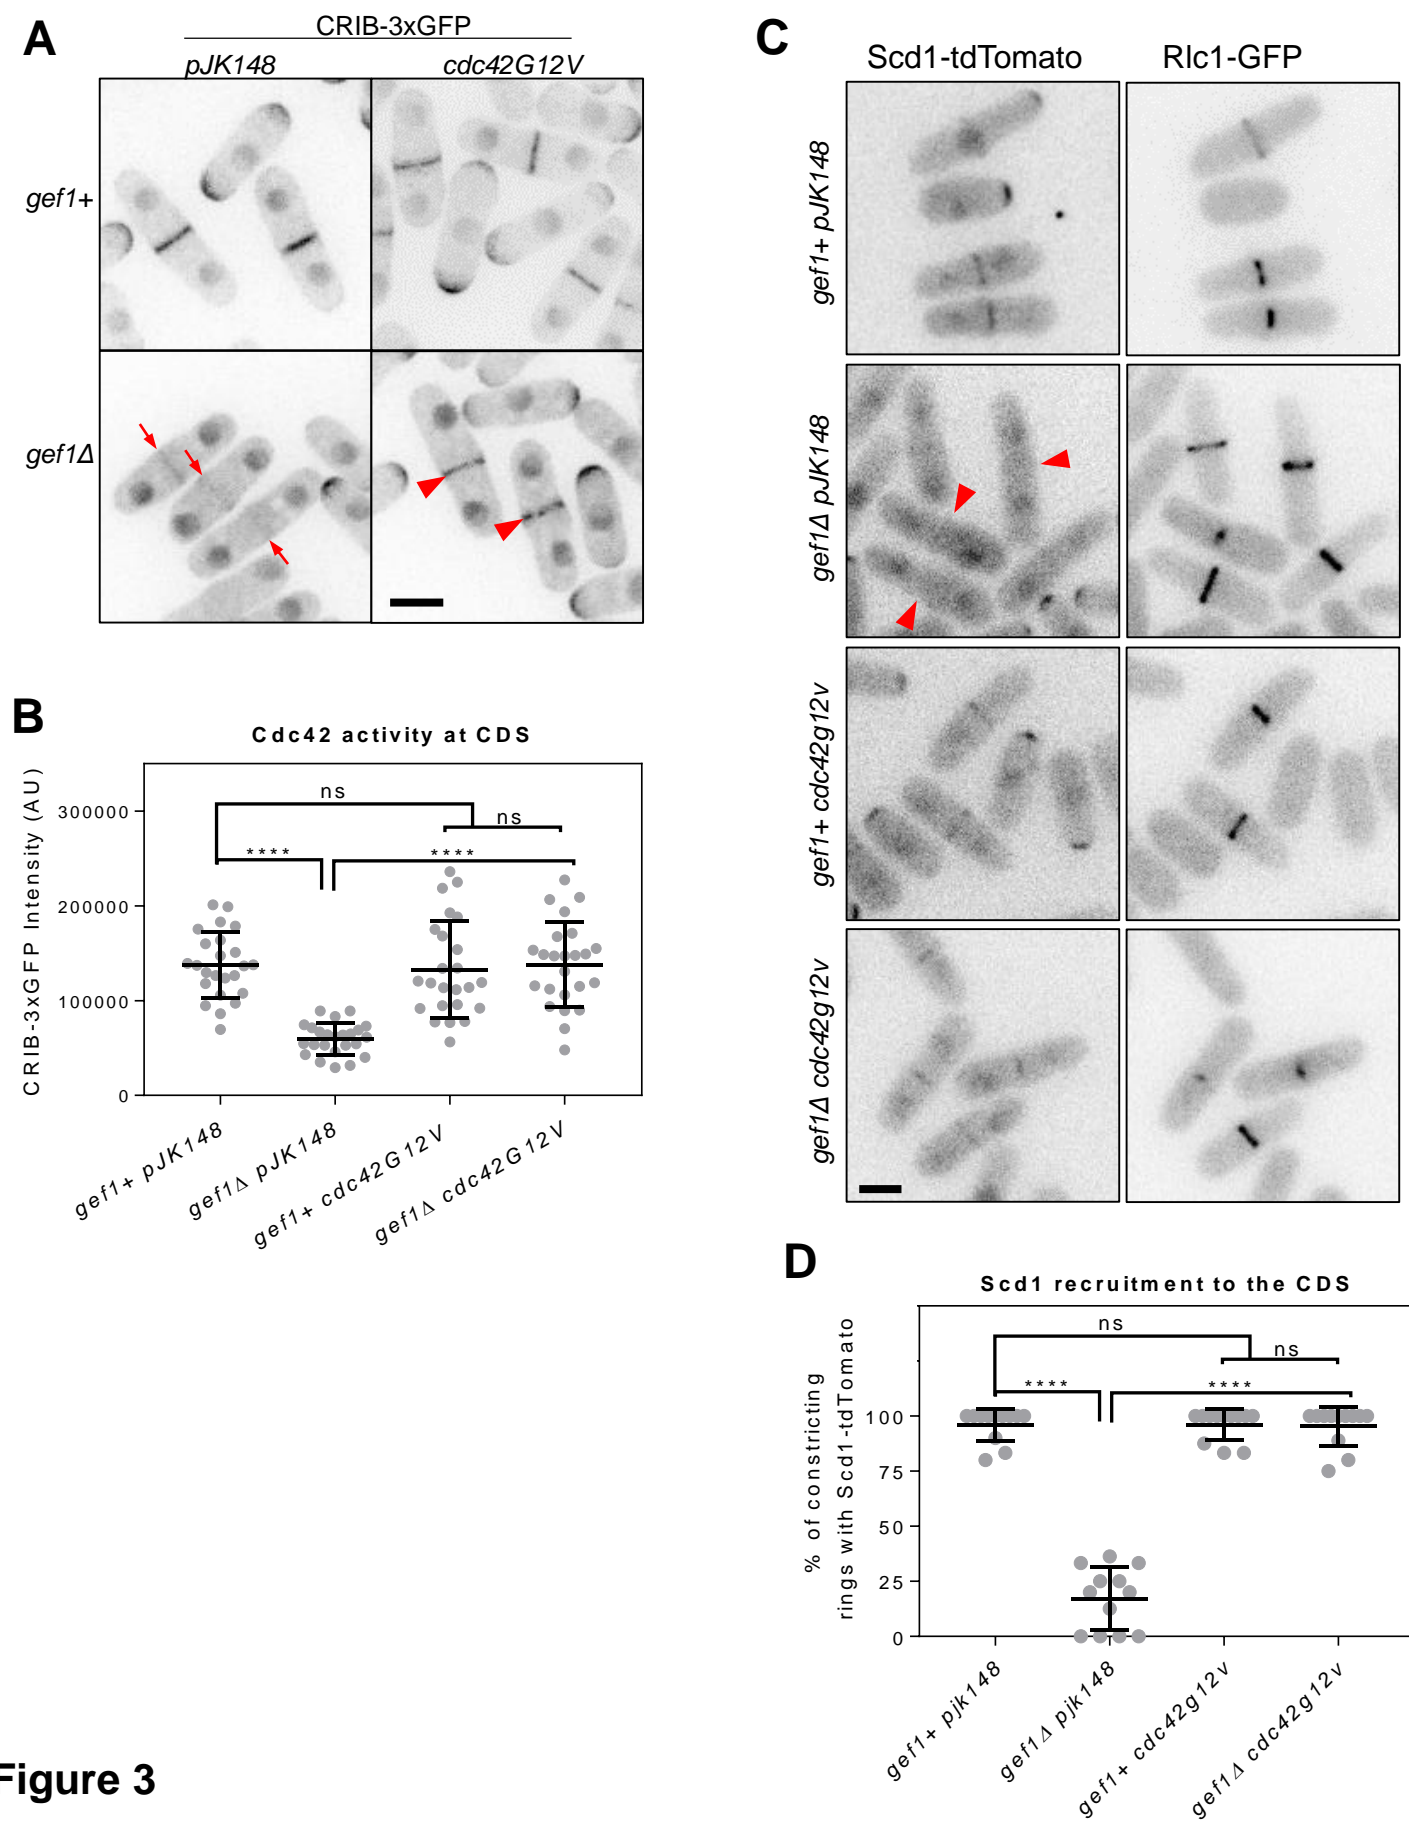 A
CRIB-3xGFP
pJK148
cdc42G12V
gef1+
gef1Δ
B
Cdc42 activity at CDS
CRIB-3xGFP Intensity (AU)
300000
200000
100000
0
ns
ns
****
****
gef1+ pJK148
gef1Δ pJK148
gef1+ cdc42G12V
gef1Δ cdc42G12V
C
Scd1-tdTomato
Rlc1-GFP
gef1+ pJK148
gef1Δ pJK148
gef1+ cdc42g12v
gef1Δ cdc42g12v
D
Scd1 recruitment to the CDS
% of constricting
rings with Scd1-tdTomato
100
75
50
25
0
ns
ns
****
****
gef1+ pjk148
gef1Δ pjk148
gef1+ cdc42g12v
gef1Δ cdc42g12v
Figure 3